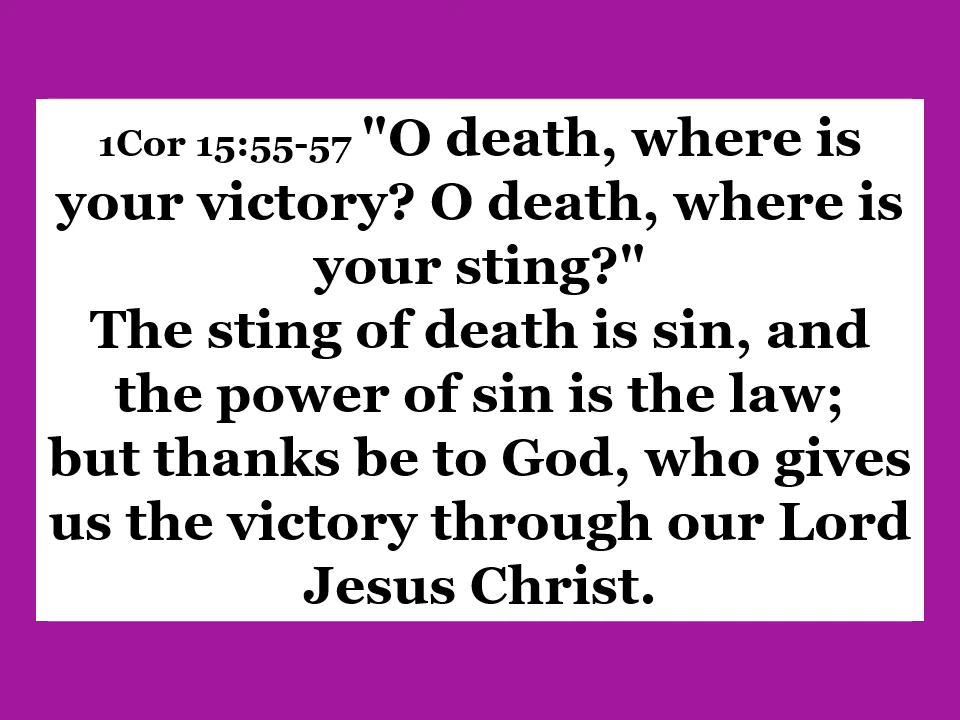 1Cor 15:55-57 "O death, where is
your victory? O death, where is
your sting?"
The sting of death is sin, and
the power of sin is the law;
but thanks be to God, who gives
us the victory through our Lord
Jesus Christ.